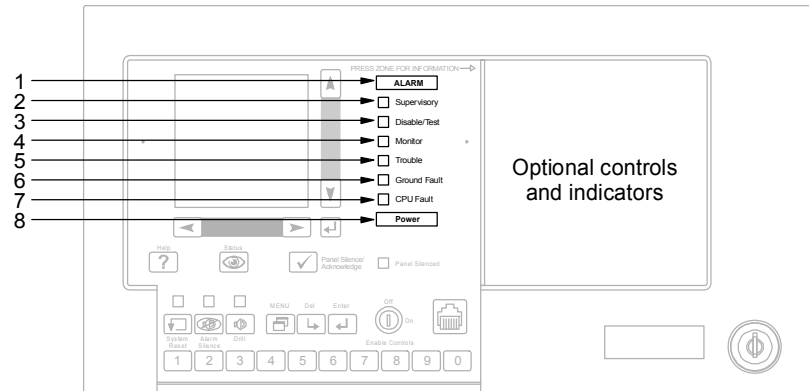 PRESS ZONE FOR INFORMATION
1 ALARM
2 Supervisory
3 Disable/Test
4 Monitor
5 Trouble
6 Ground Fault
7 CPU Fault
8 Power
Optional controls
and indicators
Help
?
Status
Panel Silence/
Acknowledge
Panel Silenced
MENU Del Enter
Off
On
System
Reset
Alarm
Silence
Drill
Enable Controls
1 2 3 4 5 6 7 8 9 0